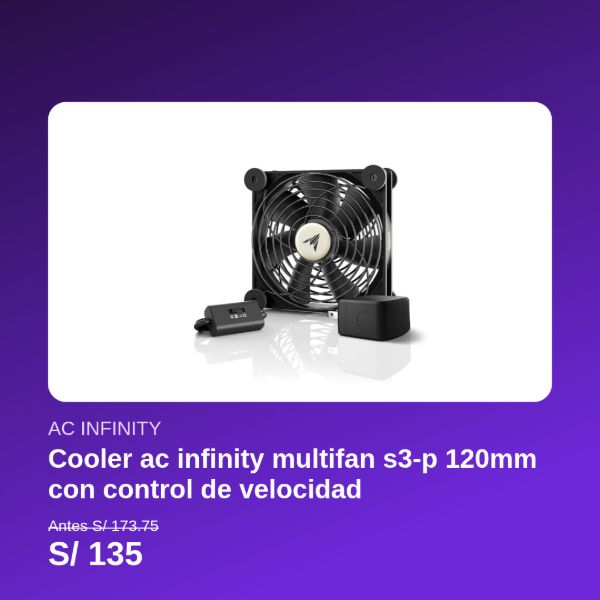 AC INFINITY
Cooler ac infinity multifan s3-p 120mm
con control de velocidad
Antes S/ 173.75
S/ 135